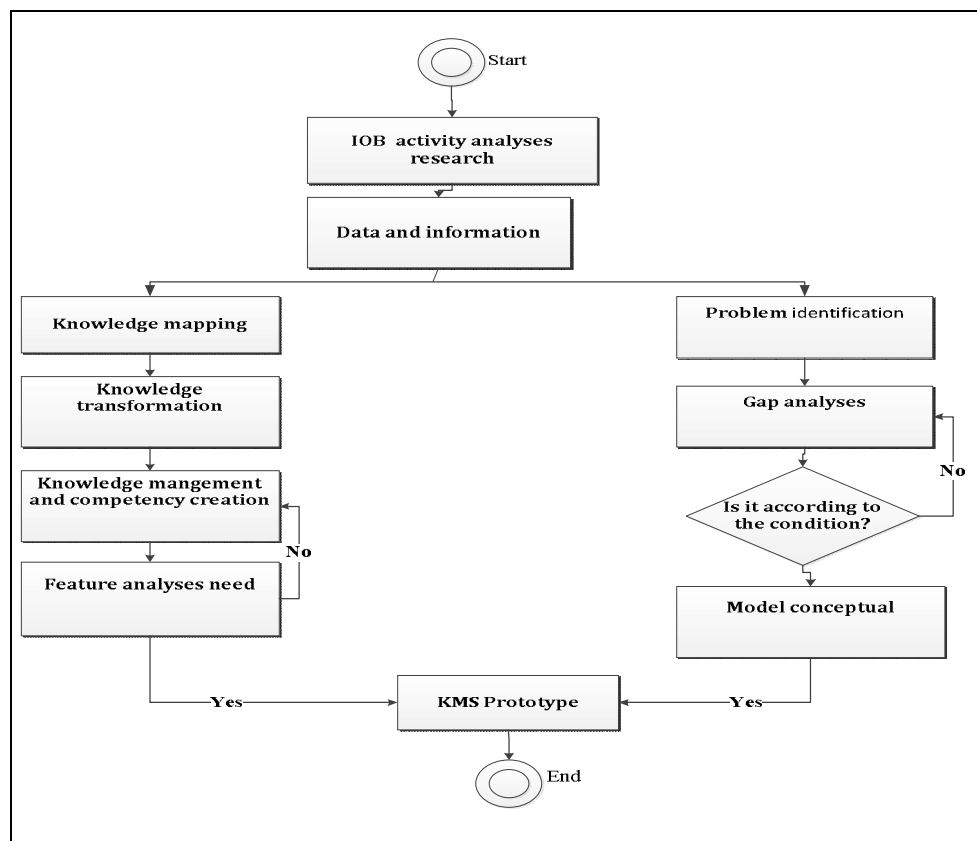 Start
IOB activity analyses
research
Data and information
Knowledge mapping
Knowledge
transformation
Knowledge mangement
and competency creation
No
Feature analyses need
Yes
Problem identification
Gap analyses
No
Is it according to
the condition?
Model conceptual
Yes
KMS Prototype
End